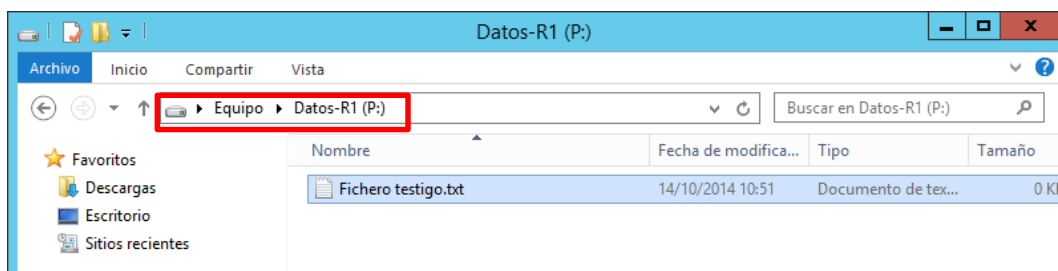 Datos-R1 (P:)
Archivo Inicio Compartir Vista
Equipo Datos-R1 (P:) Buscar en Datos-R1 (P:)
Favoritos
Descargas
Escritorio
Sitios recientes
Nombre Fecha de modifica... Tipo Tamaño
Fichero testigo.txt 14/10/2014 10:51 Documento de tex... 0